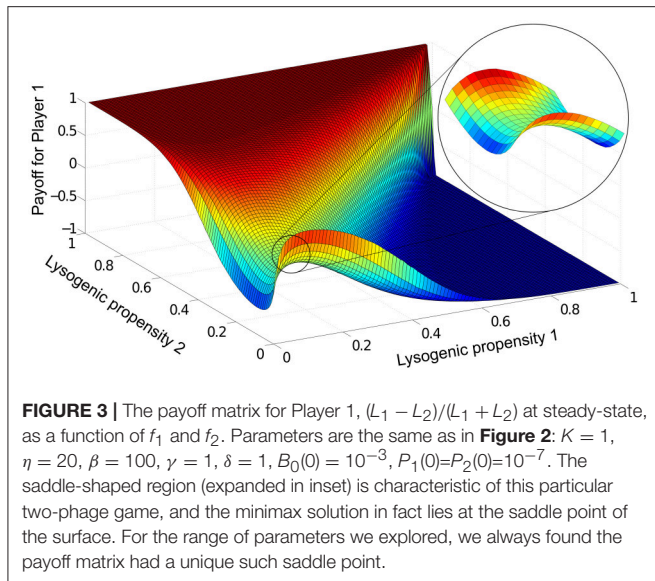 Payoff for Player 1
1
0.5
0
−0.5
−1
1
0.8
0.6
0.4
0.2
0
Lysogenic propensity 2
0
0.2
0.4
0.6
0.8
1
Lysogenic propensity 1
FIGURE 3 | The payoff matrix for Player 1, (L₁ − L₂)/(L₁ + L₂) at steady-state,
as a function of f₁ and f₂. Parameters are the same as in Figure 2: K = 1,
η = 20, β = 100, γ = 1, δ = 1, B₀(0) = 10⁻³, P₁(0)=P₂(0)=10⁻⁷. The
saddle-shaped region (expanded in inset) is characteristic of this particular
two-phage game, and the minimax solution in fact lies at the saddle point of
the surface. For the range of parameters we explored, we always found the
payoff matrix had a unique such saddle point.